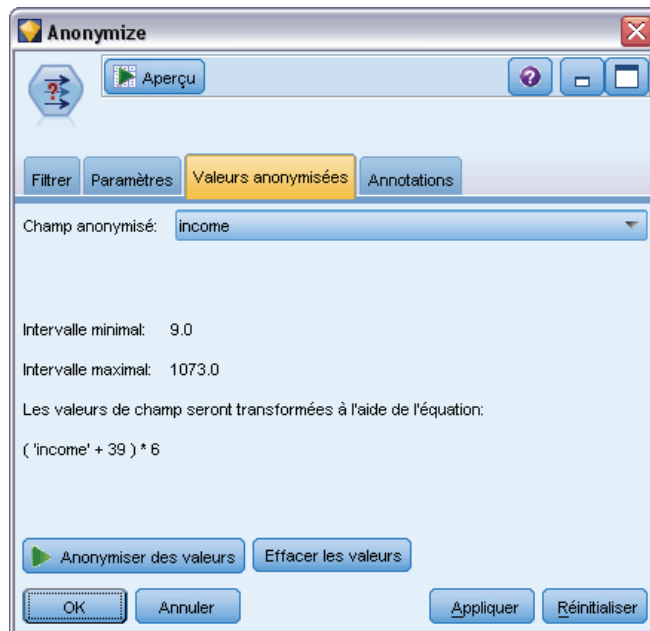 Anonymize
Aperçu
Filtrer Paramètres Valeurs anonymisées Annotations
Champ anonymisé: income
Intervalle minimal: 9.0
Intervalle maximal: 1073.0
Les valeurs de champ seront transformées à l'aide de l'équation:
( 'income' + 39 ) * 6
Anonymiser des valeurs Effacer les valeurs
OK Annuler Appliquer Réinitialiser